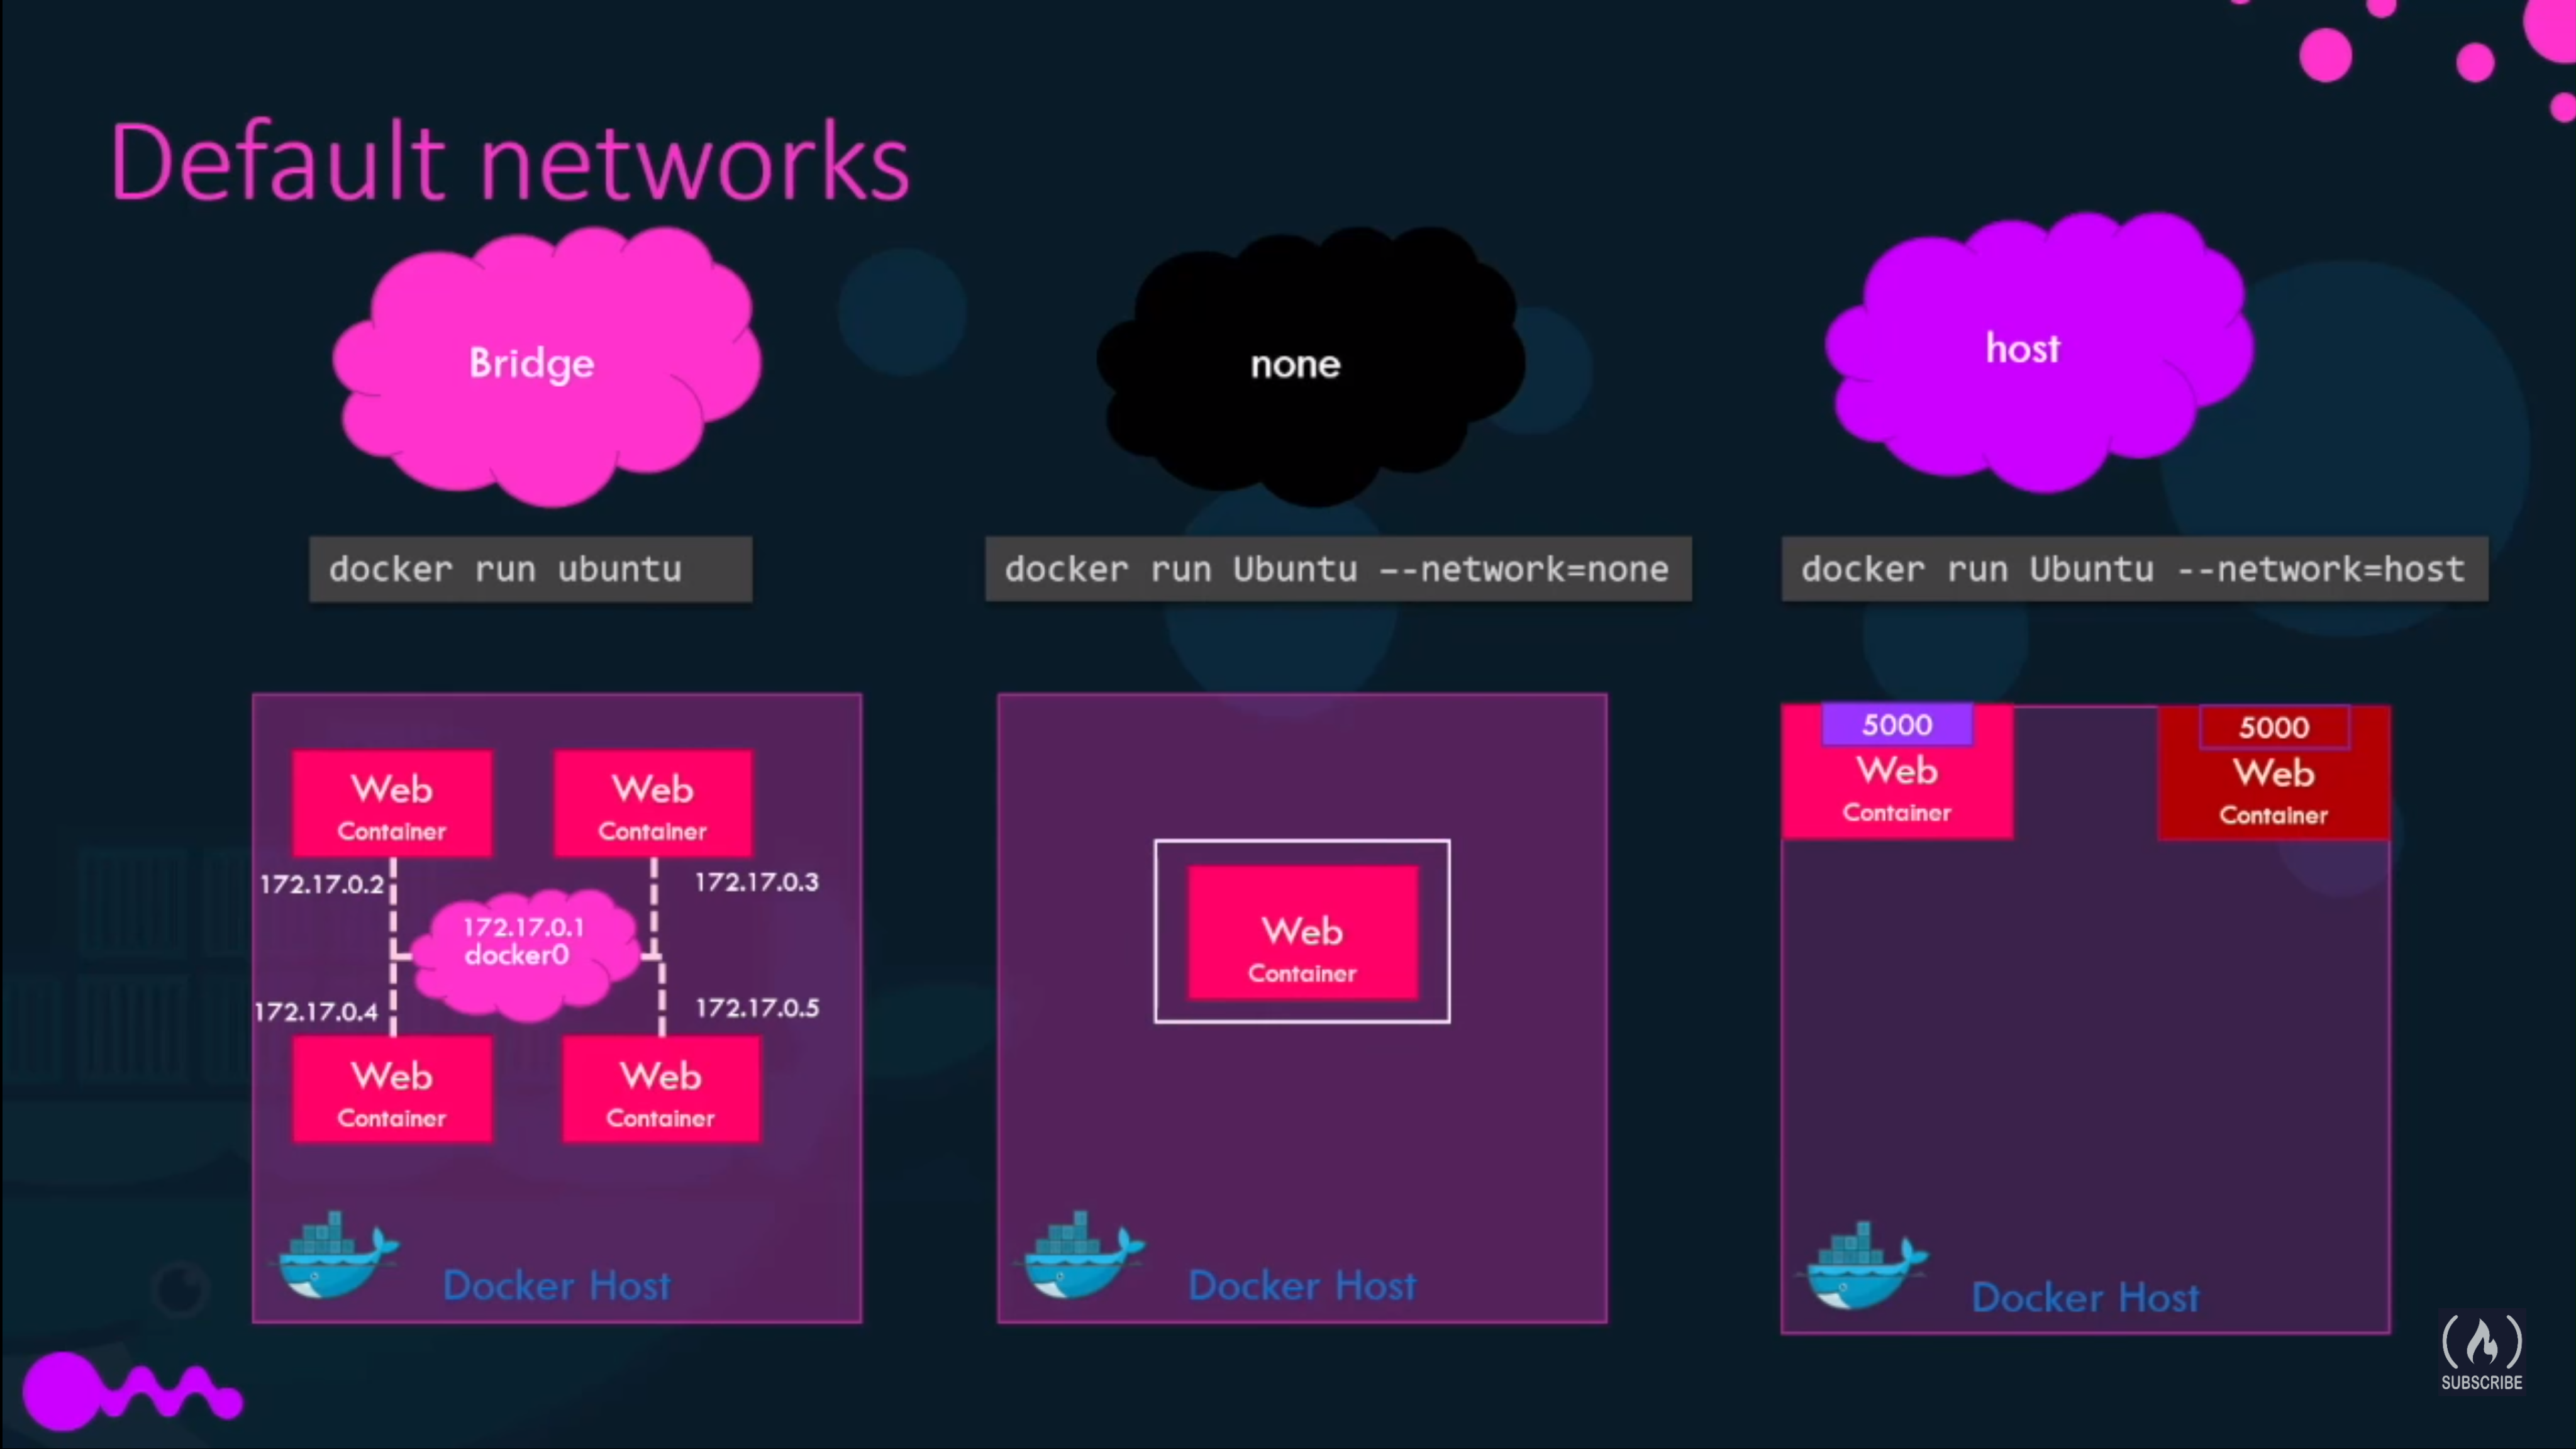 Default networks
Bridge
none
host
docker run ubuntu
docker run Ubuntu –-network=none
docker run Ubuntu --network=host
Web
Container
Web
Container
172.17.0.2
172.17.0.3
172.17.0.1
docker0
172.17.0.4
172.17.0.5
Web
Container
Web
Container
Docker Host
Web
Container
Docker Host
5000
Web
Container
5000
Web
Container
Docker Host
SUBSCRIBE